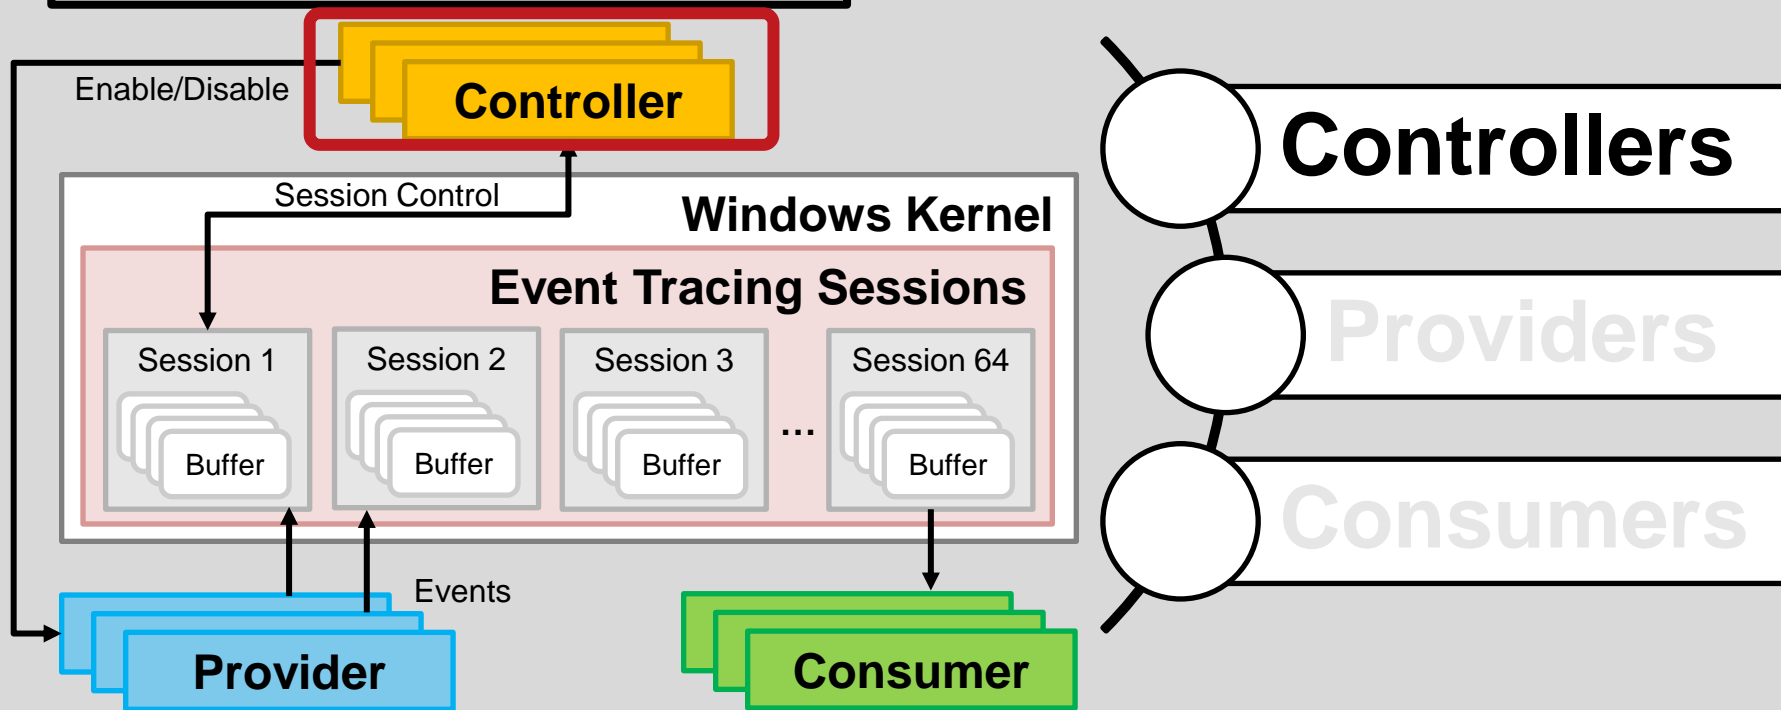 Enable/Disable
Controller
Session Control
Windows Kernel
Event Tracing Sessions
Session 1
Session 2
Session 3
Session 64
Buffer
Buffer
Buffer
...
Buffer
Events
Provider
Consumer
Controllers
Providers
Consumers